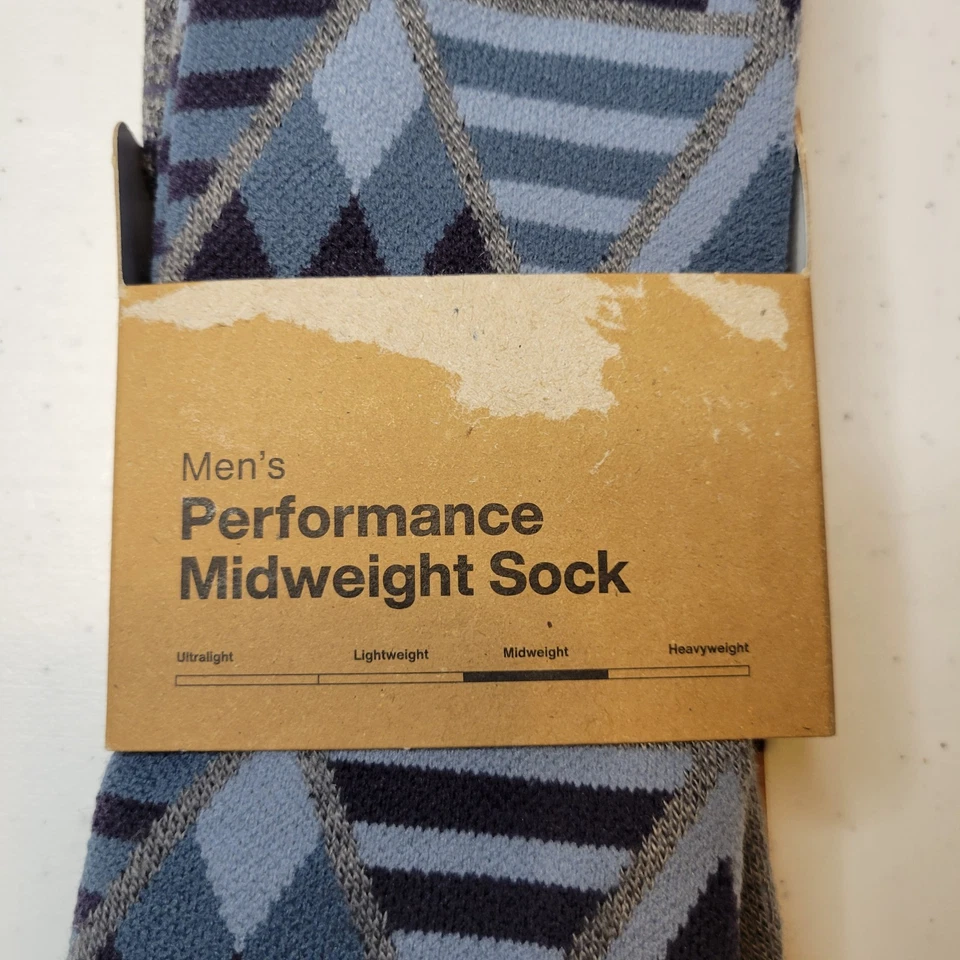 Men's
Performance
Midweight Sock
Ultralight Lightweight Midweight Heavyweight